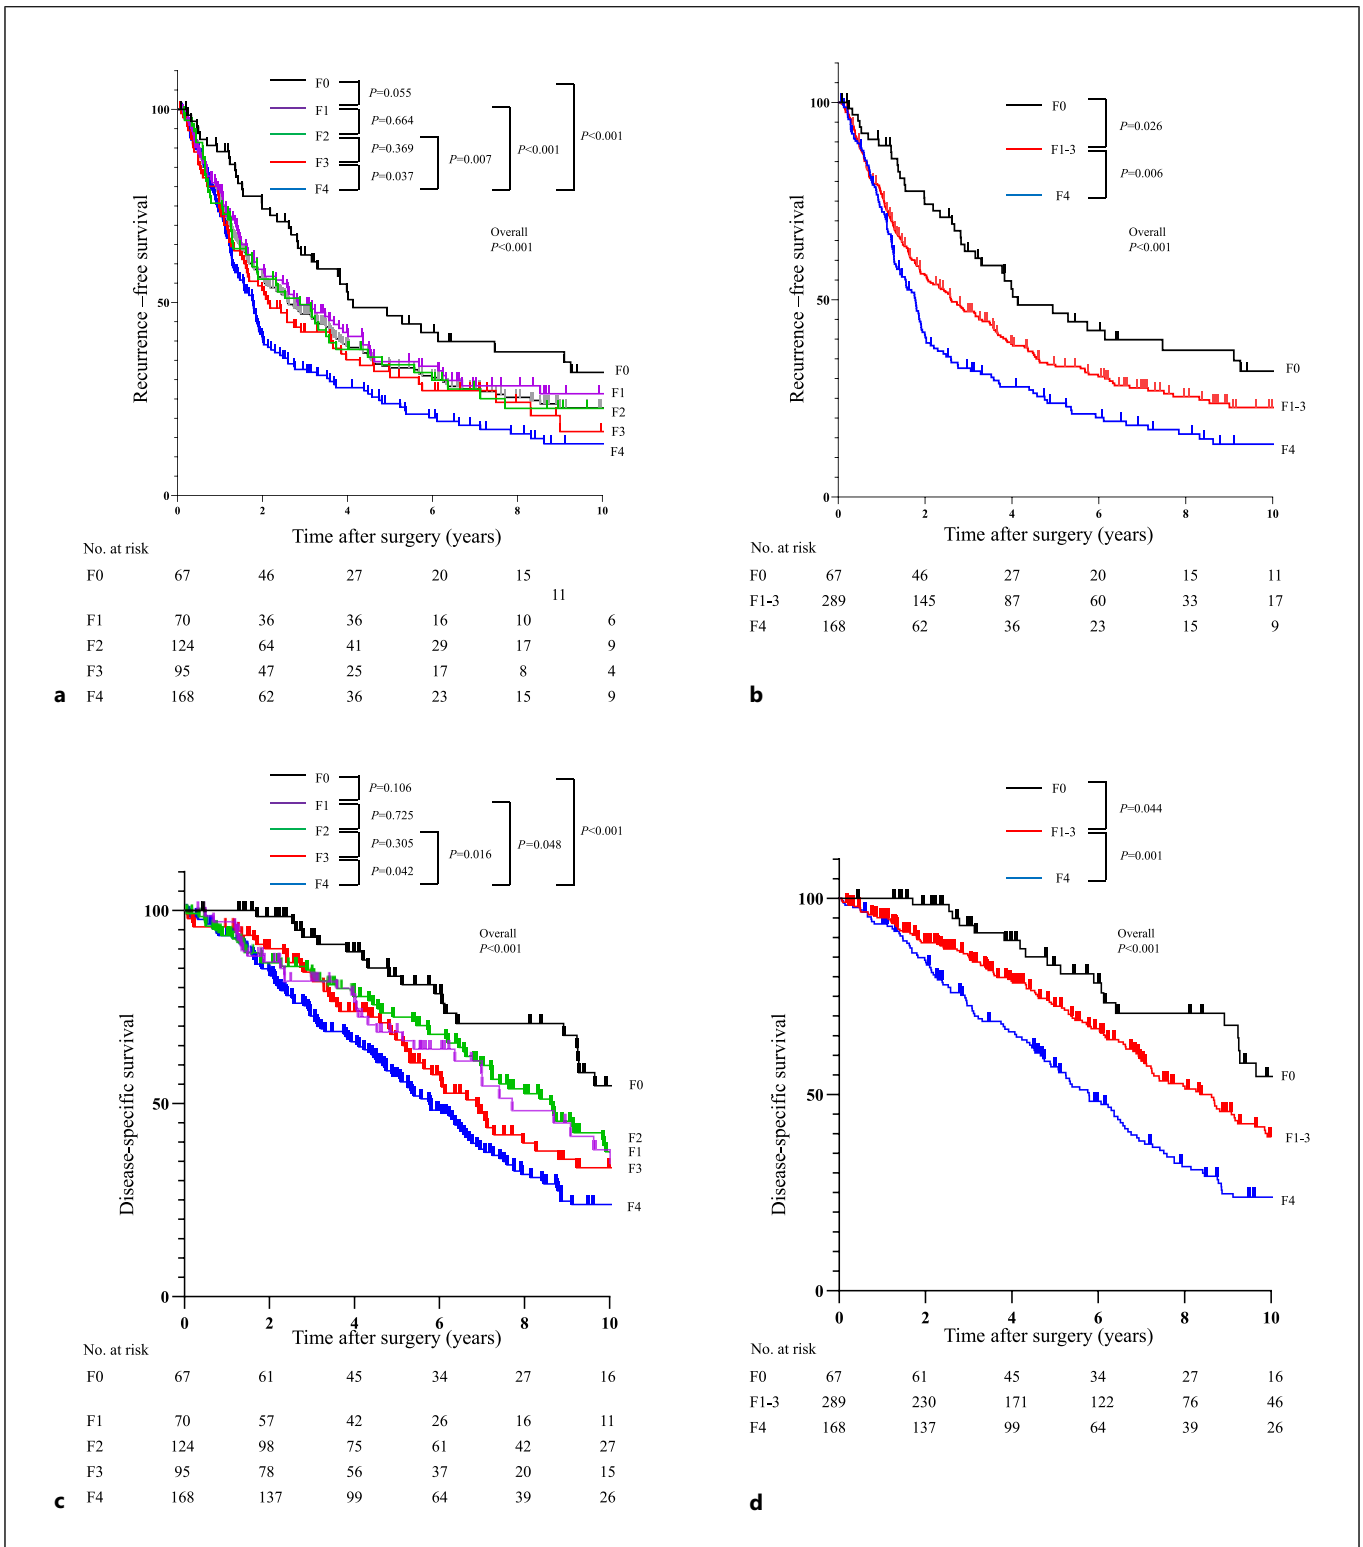 F0
P=0.055
F1
P=0.664
F2
P=0.369
F3
P=0.037
F4
P=0.007
P<0.001
P<0.001
Overall
P<0.001
Recurrence –free survival
100
50
0
F0
F1
F2
F3
F4
0 2 4 6 8 10
Time after surgery (years)
No. at risk
F0 67 46 27 20 15
11
F1 70 36 36 16 10 6
F2 124 64 41 29 17 9
F3 95 47 25 17 8 4
F4 168 62 36 23 15 9
a
F0
P=0.026
F1-3
P=0.006
F4
Overall
P<0.001
Recurrence –free survival
100
50
0
F0
F1-3
F4
0 2 4 6 8 10
Time after surgery (years)
No. at risk
F0 67 46 27 20 15 11
F1-3 289 145 87 60 33 17
F4 168 62 36 23 15 9
b
F0
P=0.106
F1
P=0.725
F2
P=0.305
F3
P=0.042
F4
P=0.016
P=0.048
P<0.001
Overall
P<0.001
Disease-specific survival
100
50
0
F0
F2
F1
F3
F4
0 2 4 6 8 10
Time after surgery (years)
No. at risk
F0 67 61 45 34 27 16
F1 70 57 42 26 16 11
F2 124 98 75 61 42 27
F3 95 78 56 37 20 15
F4 168 137 99 64 39 26
c
F0
P=0.044
F1-3
P=0.001
F4
Overall
P<0.001
Disease-specific survival
100
50
0
F0
F1-3
F4
0 2 4 6 8 10
Time after surgery (years)
No. at risk
F0 67 61 45 34 27 16
F1-3 289 230 171 122 76 46
F4 168 137 99 64 39 26
d